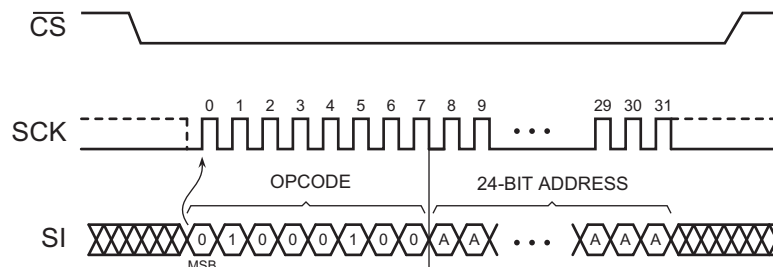 CS
0 1 2 3 4 5 6 7 8 9 29 30 31
SCK
• • •
OPCODE 24-BIT ADDRESS
SI 0 1 0 0 0 1 0 0 A A • • • A A A
MSB